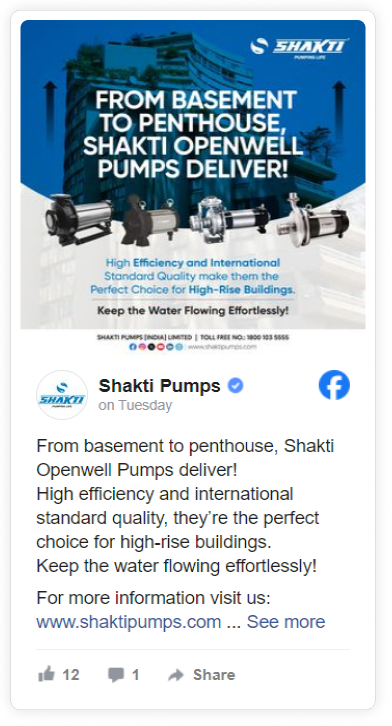 SHAKTI
PUMPING LIFE
FROM BASEMENT
TO PENTHOUSE,
SHAKTI OPENWELL
PUMPS DELIVER!
High Efficiency and International
Standard Quality make them the
Perfect Choice for High-Rise Buildings.
Keep the Water Flowing Effortlessly!
SHAKTI PUMPS [INDIA] LIMITED | TOLL FREE NO.: 1800 103 5555
| www.shaktipumps.com
SHAKTI
PUMPING LIFE
Shakti Pumps
on Tuesday
From basement to penthouse, Shakti
Openwell Pumps deliver!
High efficiency and international
standard quality, they’re the perfect
choice for high-rise buildings.
Keep the water flowing effortlessly!
For more information visit us:
www.shaktipumps.com ... See more
12 1 Share